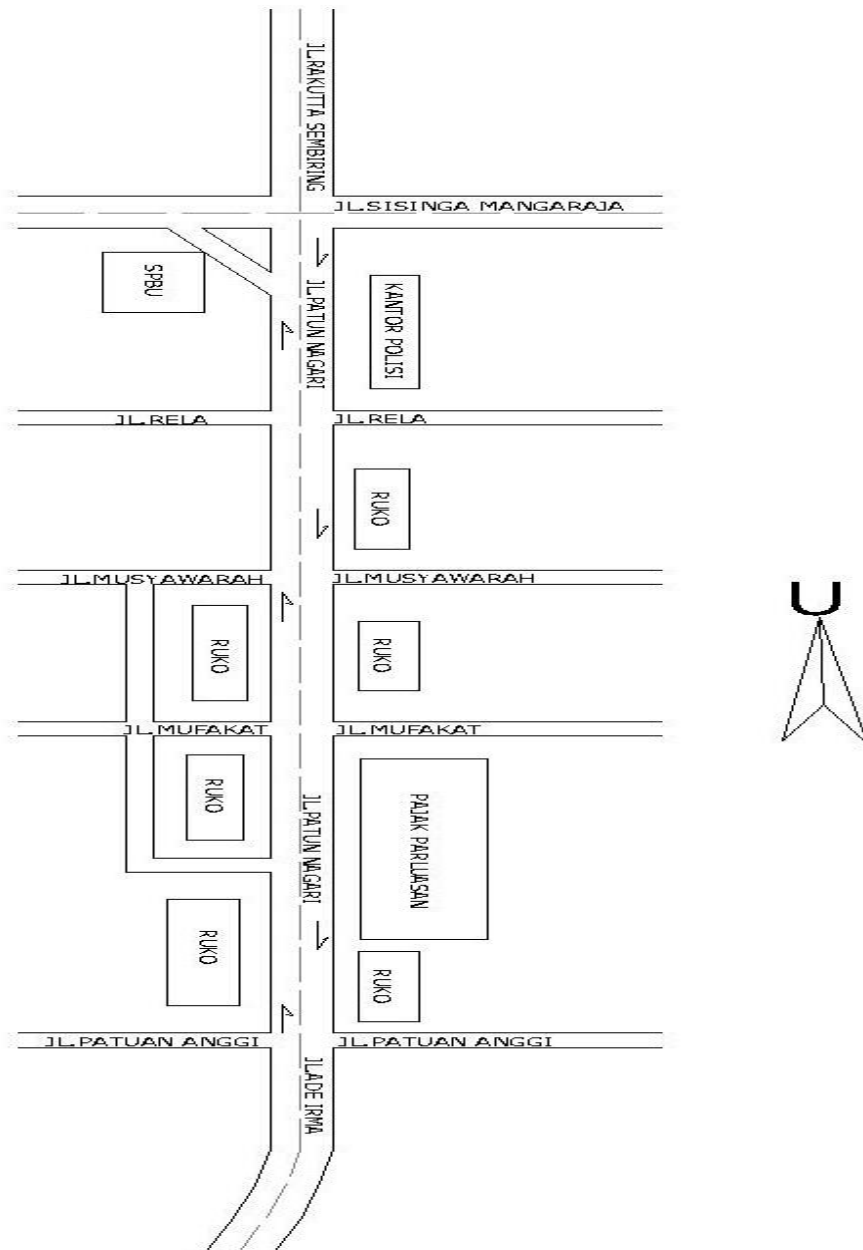 JL.RAKUTTA SEMBIRING
JL.SISINGA MANGARAJA
SPBU
JL.PATUN NAGARI
KANTOR POLISI
JL.RELA
JL.RELA
RUKO
JL.MUSYAWARAH
JL.MUSYAWARAH
U
RUKO
RUKO
JL.MUFAKAT
JL.MUFAKAT
RUKO
JL.PATUN NAGARI
PAJAK PARLUASAN
RUKO
RUKO
JL.PATUAN ANGGI
JL.PATUAN ANGGI
JL.ADE IRMA